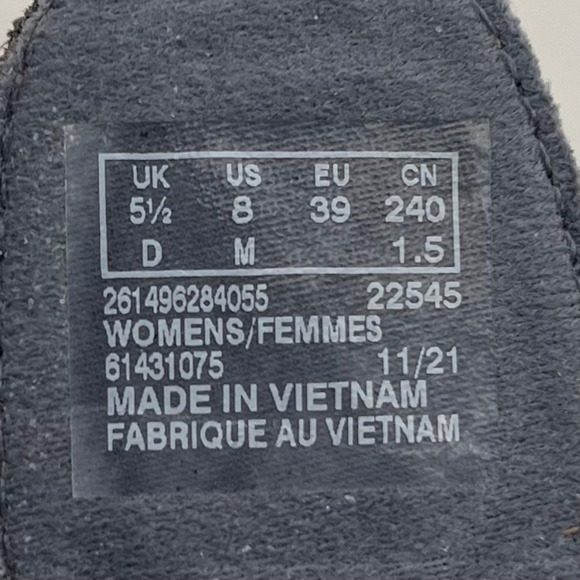 UK US EU CN
5½ 8 39 240
D M 1.5
261496284055 22545
WOMENS/FEMMES
61431075 11/21
MADE IN VIETNAM
FABRIQUE AU VIETNAM